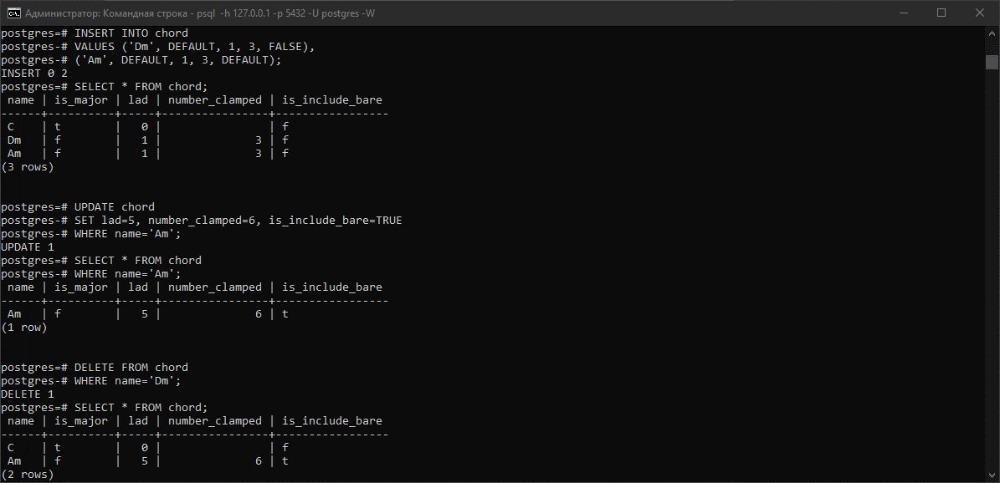 Администратор: Командная строка - psql -h 127.0.0.1 -p 5432 -U postgres -W
postgres=# INSERT INTO chord
postgres-# VALUES ('Dm', DEFAULT, 1, 3, FALSE),
postgres-# ('Am', DEFAULT, 1, 3, DEFAULT);
INSERT 0 2
postgres=# SELECT * FROM chord;
 name | is_major | lad | number_clamped | is_include_bare
------+----------+-----+----------------+-----------------
 C    | t        |   0 |                | f
 Dm   | f        |   1 |              3 | f
 Am   | f        |   1 |              3 | f
(3 rows)
postgres=# UPDATE chord
postgres-# SET lad=5, number_clamped=6, is_include_bare=TRUE
postgres-# WHERE name='Am';
UPDATE 1
postgres=# SELECT * FROM chord
postgres-# WHERE name='Am';
 name | is_major | lad | number_clamped | is_include_bare
------+----------+-----+----------------+-----------------
 Am   | f        |   5 |              6 | t
(1 row)
postgres=# DELETE FROM chord
postgres-# WHERE name='Dm';
DELETE 1
postgres=# SELECT * FROM chord;
 name | is_major | lad | number_clamped | is_include_bare
------+----------+-----+----------------+-----------------
 C    | t        |   0 |                | f
 Am   | f        |   5 |              6 | t
(2 rows)